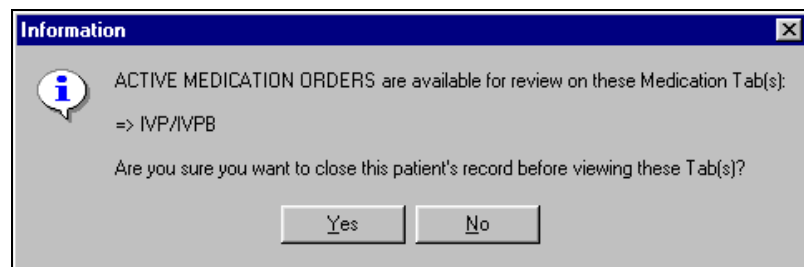 Information
ACTIVE MEDICATION ORDERS are available for review on these Medication Tab(s):
=> IVP/IVPB
Are you sure you want to close this patient's record before viewing these Tab(s)?
Yes No